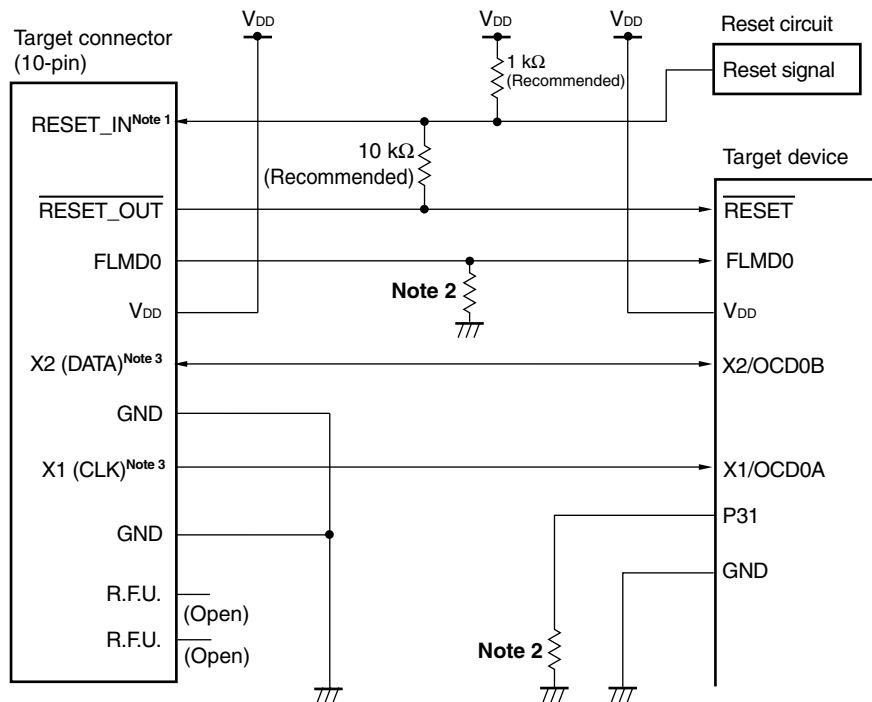 VDD
VDD
VDD
Reset circuit
Target connector
(10-pin)
1 kΩ
(Recommended)
Reset signal
RESET_IN Note 1
10 kΩ
(Recommended)
Target device
RESET_OUT
RESET
FLMD0
FLMD0
Note 2
VDD
VDD
X2 (DATA) Note 3
X2/OCD0B
GND
X1 (CLK) Note 3
X1/OCD0A
P31
GND
GND
R.F.U.
(Open)
R.F.U.
(Open)
Note 2